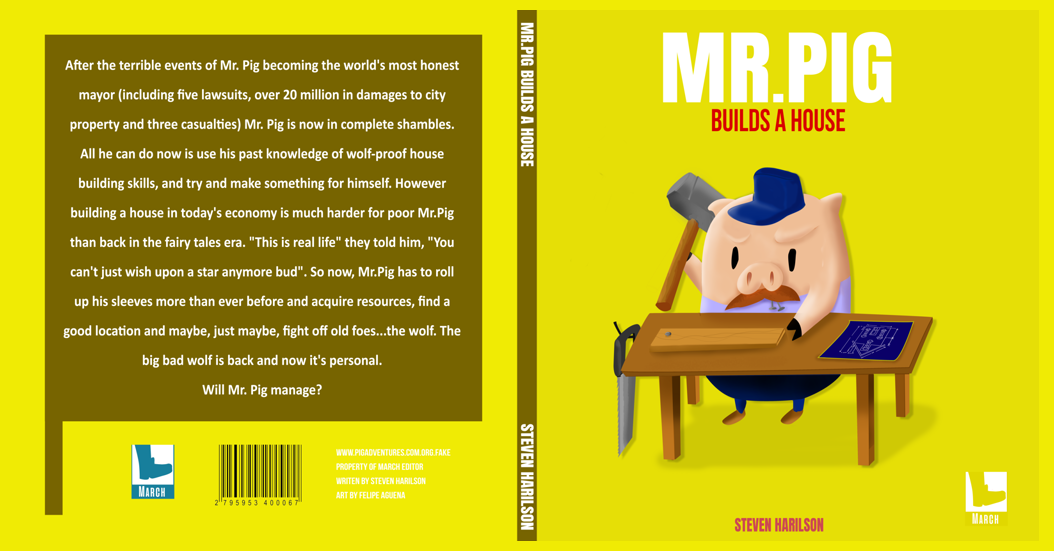 After the terrible events of Mr. Pig becoming the world's most honest
mayor (including five lawsuits, over 20 million in damages to city
property and three casualties) Mr. Pig is now in complete shambles.
All he can do now is use his past knowledge of wolf-proof house
building skills, and try and make something for himself. However
building a house in today's economy is much harder for poor Mr.Pig
than back in the fairy tales era. "This is real life" they told him, "You
can't just wish upon a star anymore bud". So now, Mr.Pig has to roll
up his sleeves more than ever before and acquire resources, find a
good location and maybe, just maybe, fight off old foes...the wolf. The
big bad wolf is back and now it's personal.
Will Mr. Pig manage?
MARCH
2 795953 400067
WWW.PIGADVENTURES.COM.ORG.FAKE
PROPERTY OF MARCH EDITOR
WRITEN BY STEVEN HARILSON
ART BY FELIPE AGUENA
MR.PIG BUILDS A HOUSE
STEVEN HARILSON
MR.PIG
BUILDS A HOUSE
STEVEN HARILSON
MARCH